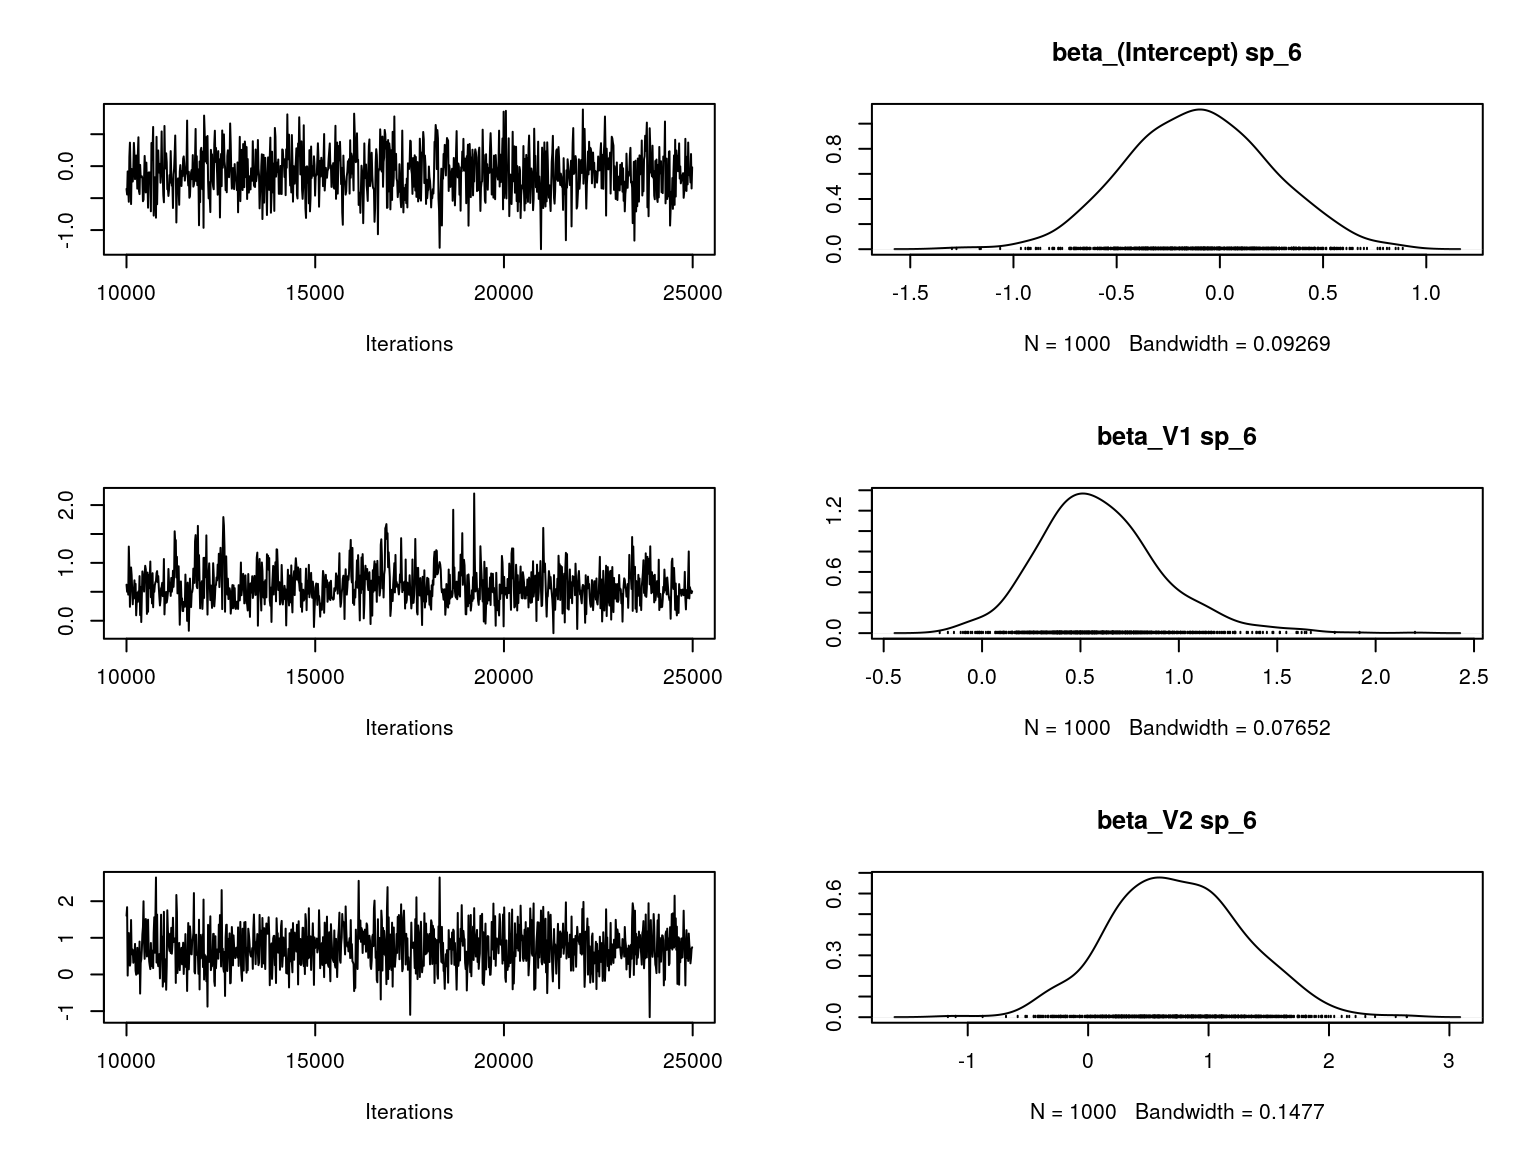 beta_(Intercept) sp_6
0.0
-1.0
10000 15000 20000 25000
Iterations
0.8
0.4
0.0
-1.5 -1.0 -0.5 0.0 0.5 1.0
N = 1000 Bandwidth = 0.09269
beta_V1 sp_6
2.0
1.0
0.0
10000 15000 20000 25000
Iterations
1.2
0.6
0.0
-0.5 0.0 0.5 1.0 1.5 2.0 2.5
N = 1000 Bandwidth = 0.07652
beta_V2 sp_6
2
1
0
-1
10000 15000 20000 25000
Iterations
0.6
0.3
0.0
-1 0 1 2 3
N = 1000 Bandwidth = 0.1477